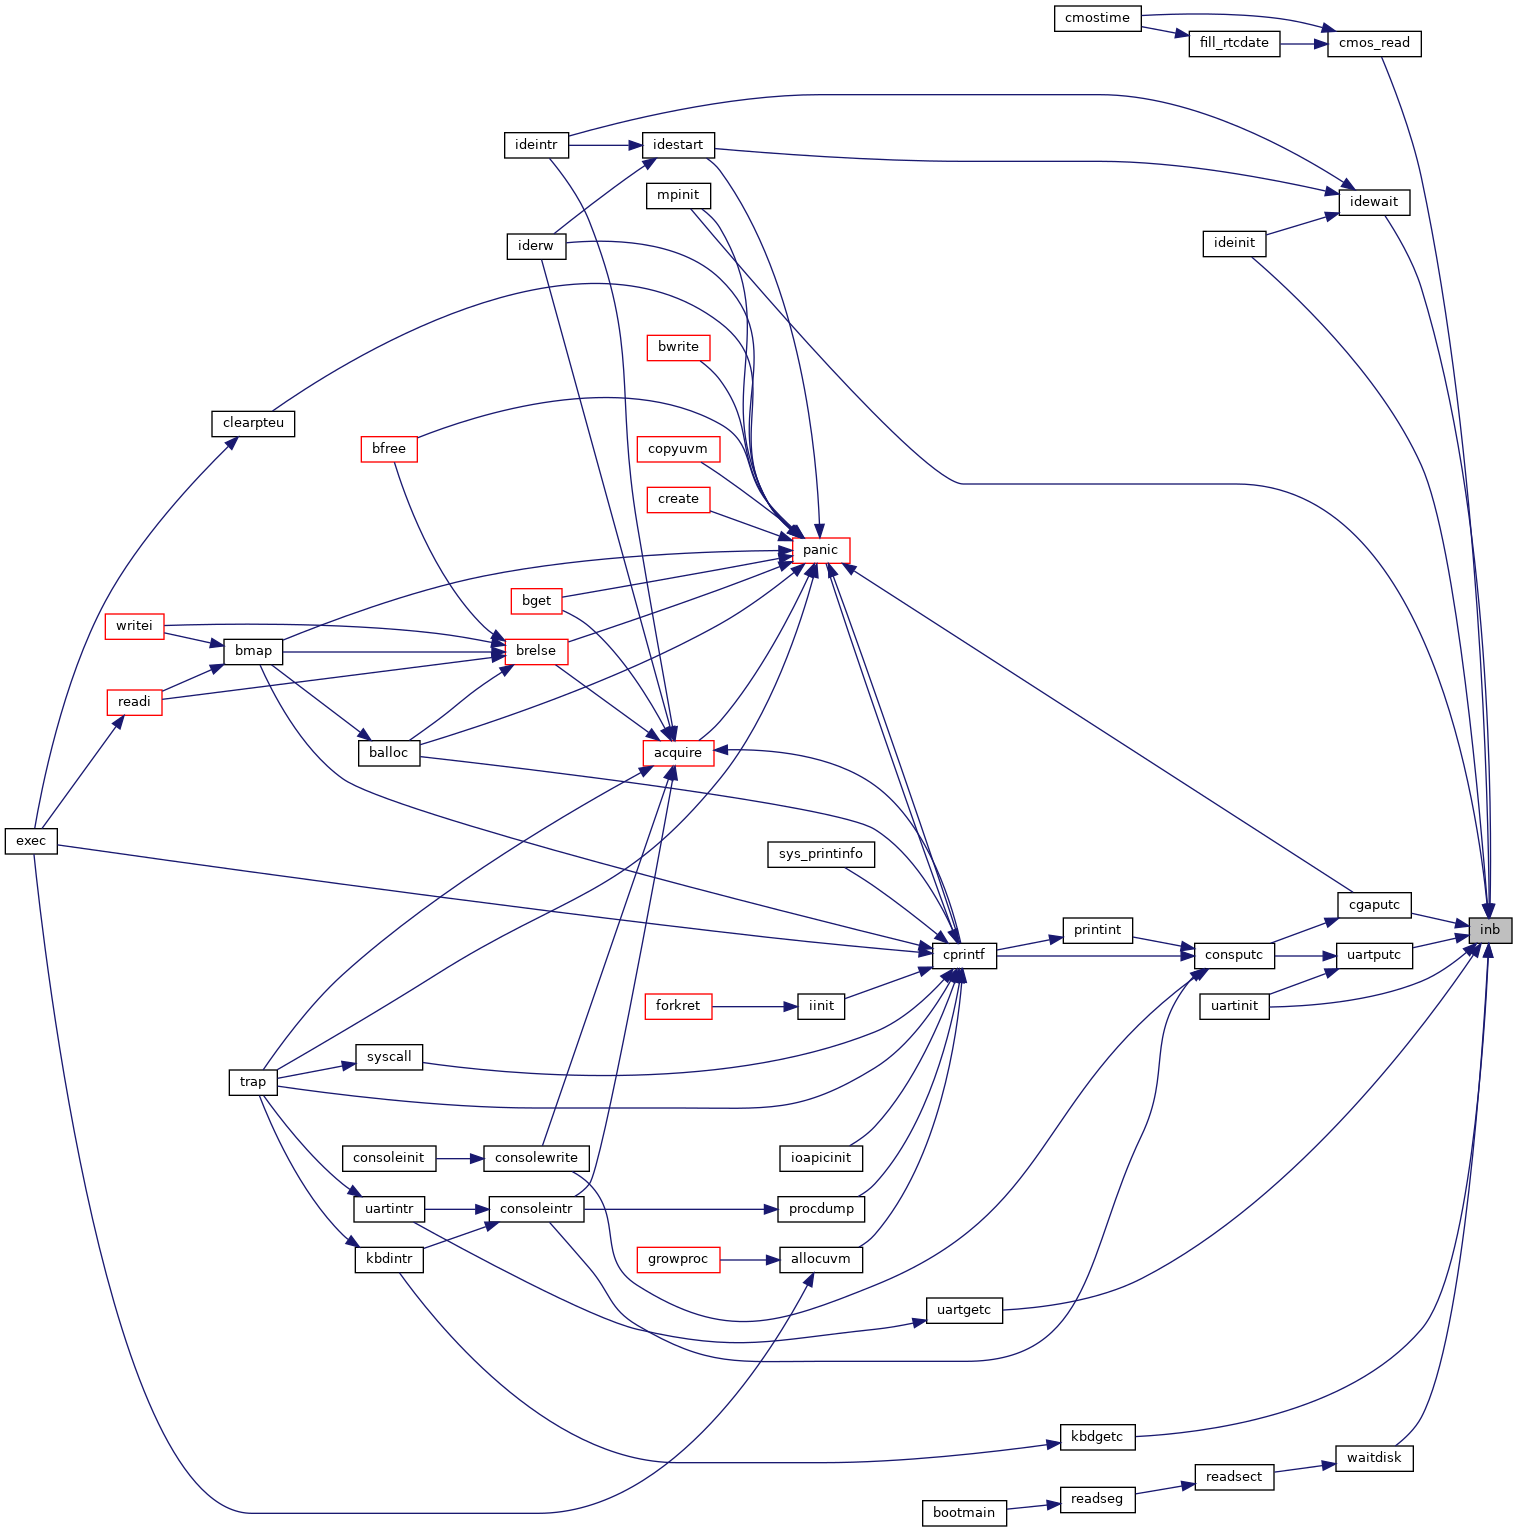 cmostime
fill_rtcdate
cmos_read
ideintr
idestart
mpinit
idewait
iderw
ideinit
bwrite
clearpteu
bfree
copyuvm
create
panic
bget
writei
bmap
brelse
readi
balloc
acquire
exec
sys_printinfo
cgaputc
printint
inb
cprintf
consputc
uartputc
forkret
iinit
uartinit
syscall
trap
consoleinit
consolewrite
ioapicinit
uartintr
consoleintr
procdump
kbdintr
growproc
allocuvm
uartgetc
kbdgetc
waitdisk
readsect
readseg
bootmain